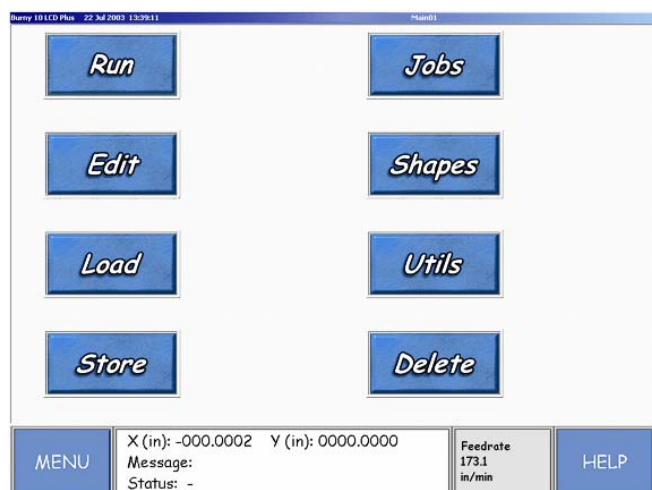 Burny 10 LCD Plus 22 Jul 2003 13:39:11 Main01
Run Jobs
Edit Shapes
Load Utils
Store Delete
MENU
X (in): -000.0002 Y (in): 0000.0000
Message:
Status: -
Feedrate
173.1
in/min
HELP